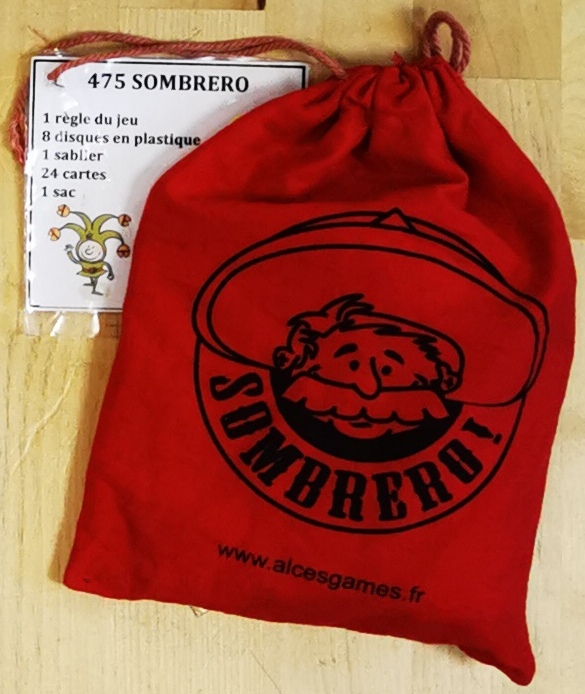 475 SOMBRERO
1 règle du jeu
8 disques en plastique
1 sablier
24 cartes
1 sac
SOMBRERO!
www.alcesgames.fr